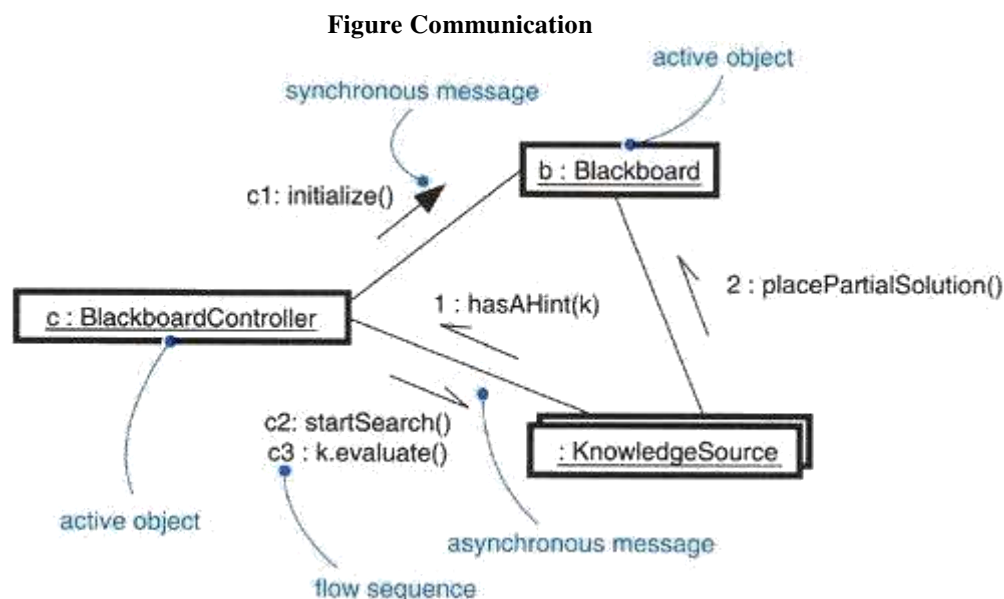 Figure Communication
active object
synchronous message
b : Blackboard
c1: initialize()
2 : placePartialSolution()
1 : hasAHint(k)
c : BlackboardController
c2: startSearch()
c3 : k.evaluate()
: KnowledgeSource
active object
asynchronous message
flow sequence